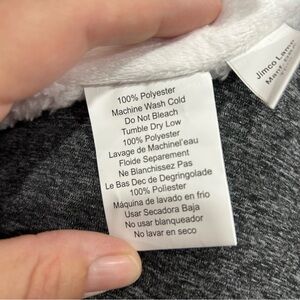 100% Polyester
Machine Wash Cold
Do Not Bleach
Tumble Dry Low
100% Polyester
Lavage de Machinel'eau
Floide Separement
Ne Blanchissez Pas
Le Bas Dec de Degringolade
100% Poliester
Máquina de lavado en frio
Usar Secadora Baja
No usar blanqueador
No lavar en seco
Jimco